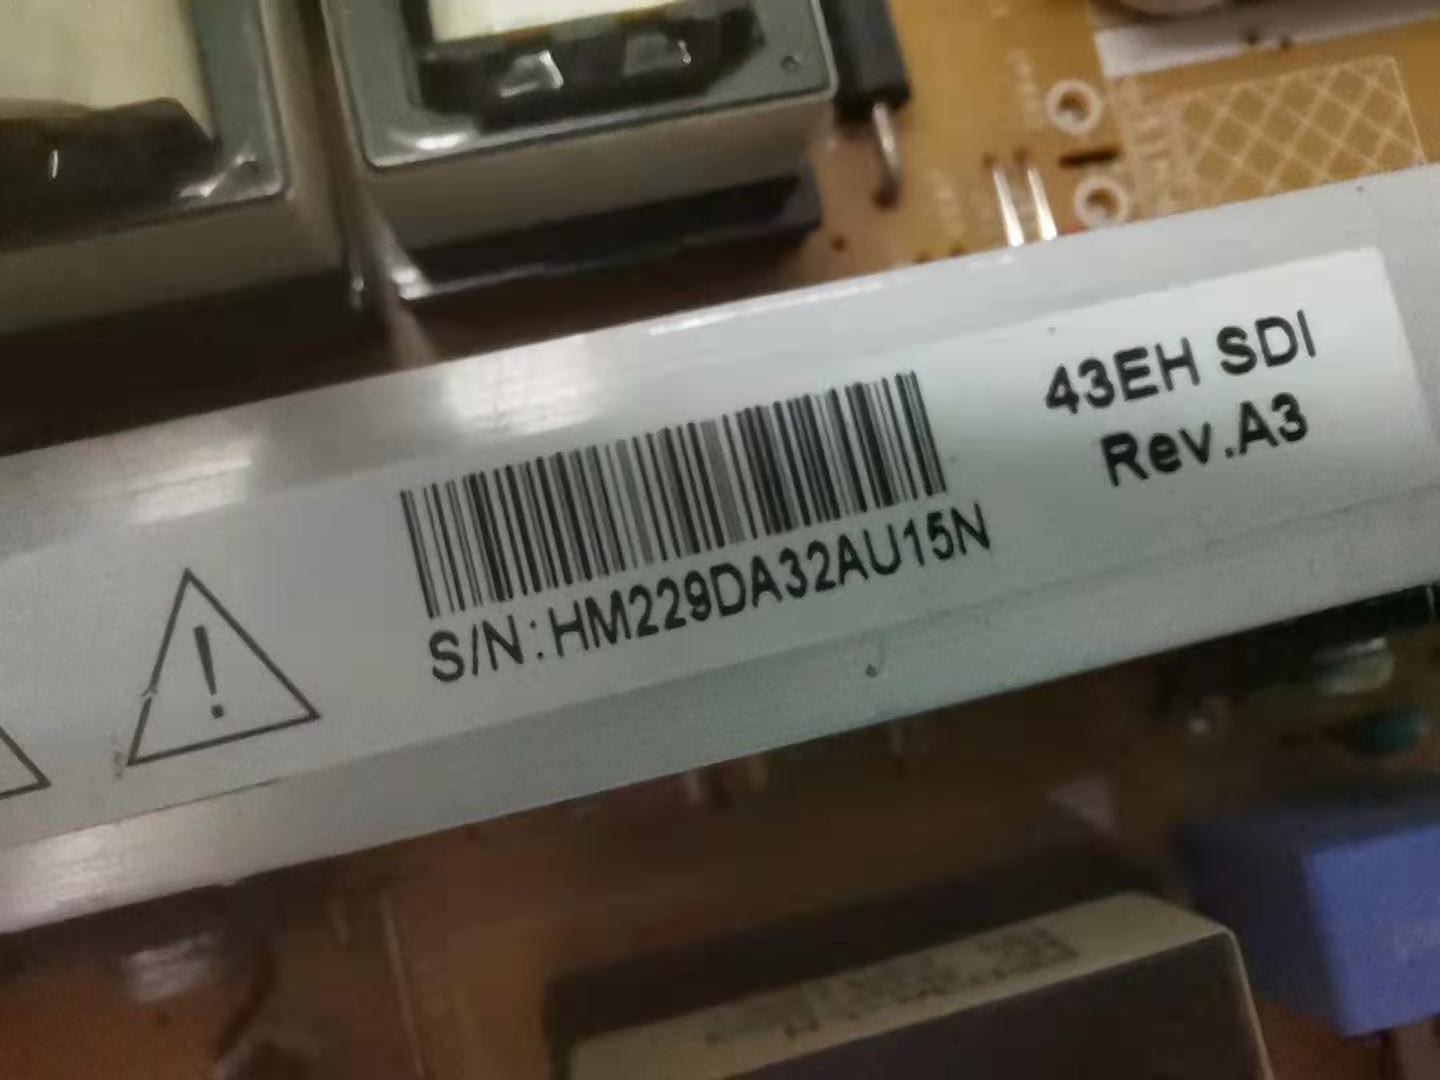 43EH SDI
Rev.A3
S/N:HM229DA32AU15N
!